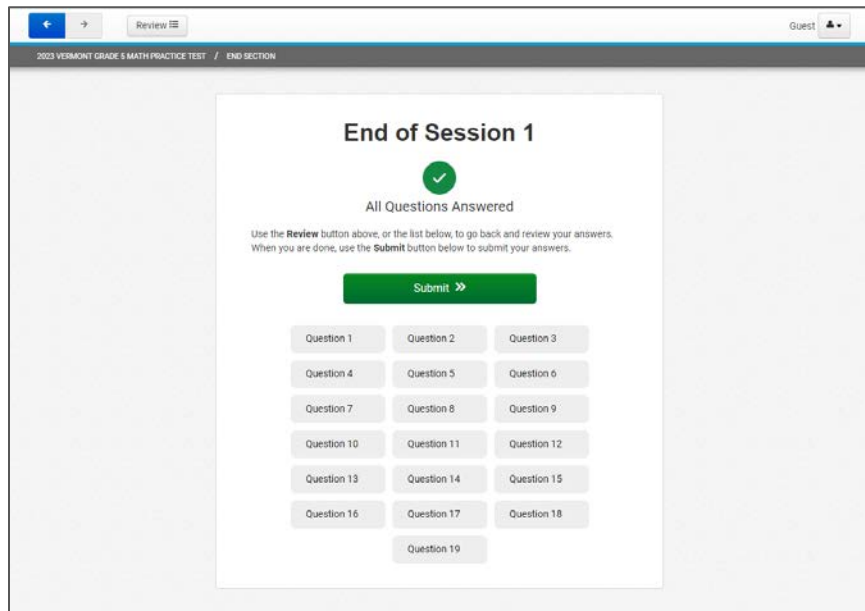 Review
Guest
2023 VERMONT GRADE 5 MATH PRACTICE TEST / END SECTION
End of Session 1
All Questions Answered
Use the Review button above, or the list below, to go back and review your answers.
When you are done, use the Submit button below to submit your answers.
Submit »
Question 1 Question 2 Question 3
Question 4 Question 5 Question 6
Question 7 Question 8 Question 9
Question 10 Question 11 Question 12
Question 13 Question 14 Question 15
Question 16 Question 17 Question 18
Question 19